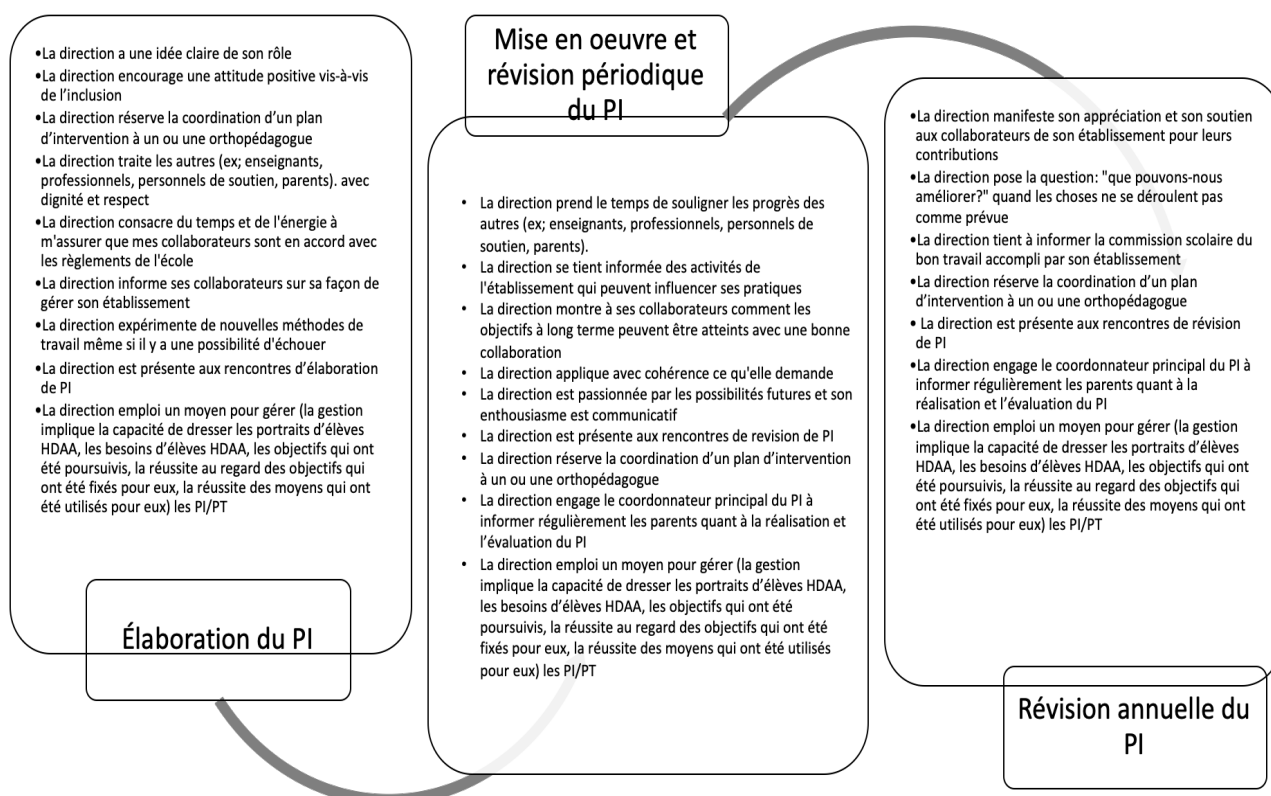 •La direction a une idée claire de son rôle
•La direction encourage une attitude positive vis-à-vis
de l’inclusion
•La direction réserve la coordination d’un plan
d’intervention à un ou une orthopédagogue
•La direction traite les autres (ex; enseignants,
professionnels, personnels de soutien, parents). avec
dignité et respect
•La direction consacre du temps et de l'énergie à
m'assurer que mes collaborateurs sont en accord avec
les règlements de l'école
•La direction informe ses collaborateurs sur sa façon de
gérer son établissement
•La direction expérimente de nouvelles méthodes de
travail même si il y a une possibilité d'échouer
•La direction est présente aux rencontres d’élaboration
de PI
•La direction emploi un moyen pour gérer (la gestion
implique la capacité de dresser les portraits d’élèves
HDAA, les besoins d’élèves HDAA, les objectifs qui ont
été poursuivis, la réussite au regard des objectifs qui
ont été fixés pour eux, la réussite des moyens qui ont
été utilisés pour eux) les PI/PT
Élaboration du PI
Mise en oeuvre et
révision périodique
du PI
• La direction prend le temps de souligner les progrès des
autres (ex; enseignants, professionnels, personnels de
soutien, parents).
• La direction se tient informée des activités de
l'établissement qui peuvent influencer ses pratiques
• La direction montre à ses collaborateurs comment les
objectifs à long terme peuvent être atteints avec une bonne
collaboration
• La direction applique avec cohérence ce qu'elle demande
• La direction est passionnée par les possibilités futures et son
enthousiasme est communicatif
• La direction est présente aux rencontres de revision de PI
• La direction réserve la coordination d’un plan d’intervention
à un ou une orthopédagogue
• La direction engage le coordonnateur principal du PI à
informer régulièrement les parents quant à la réalisation et
l’évaluation du PI
• La direction emploi un moyen pour gérer (la gestion
implique la capacité de dresser les portraits d’élèves HDAA,
les besoins d’élèves HDAA, les objectifs qui ont été
poursuivis, la réussite au regard des objectifs qui ont été
fixés pour eux, la réussite des moyens qui ont été utilisés
pour eux) les PI/PT
•La direction manifeste son appréciation et son soutien
aux collaborateurs de son établissement pour leurs
contributions
•La direction pose la question: "que pouvons-nous
améliorer?" quand les choses ne se déroulent pas
comme prévue
•La direction tient à informer la commission scolaire du
bon travail accompli par son établissement
•La direction réserve la coordination d’un plan
d’intervention à un ou une orthopédagogue
• La direction est présente aux rencontres de révision
de PI
•La direction engage le coordonnateur principal du PI à
informer régulièrement les parents quant à la
réalisation et l’évaluation du PI
•La direction emploi un moyen pour gérer (la gestion
implique la capacité de dresser les portraits d’élèves
HDAA, les besoins d’élèves HDAA, les objectifs qui ont
été poursuivis, la réussite au regard des objectifs qui
ont été fixés pour eux, la réussite des moyens qui ont
été utilisés pour eux) les PI/PT
Révision annuelle du
PI